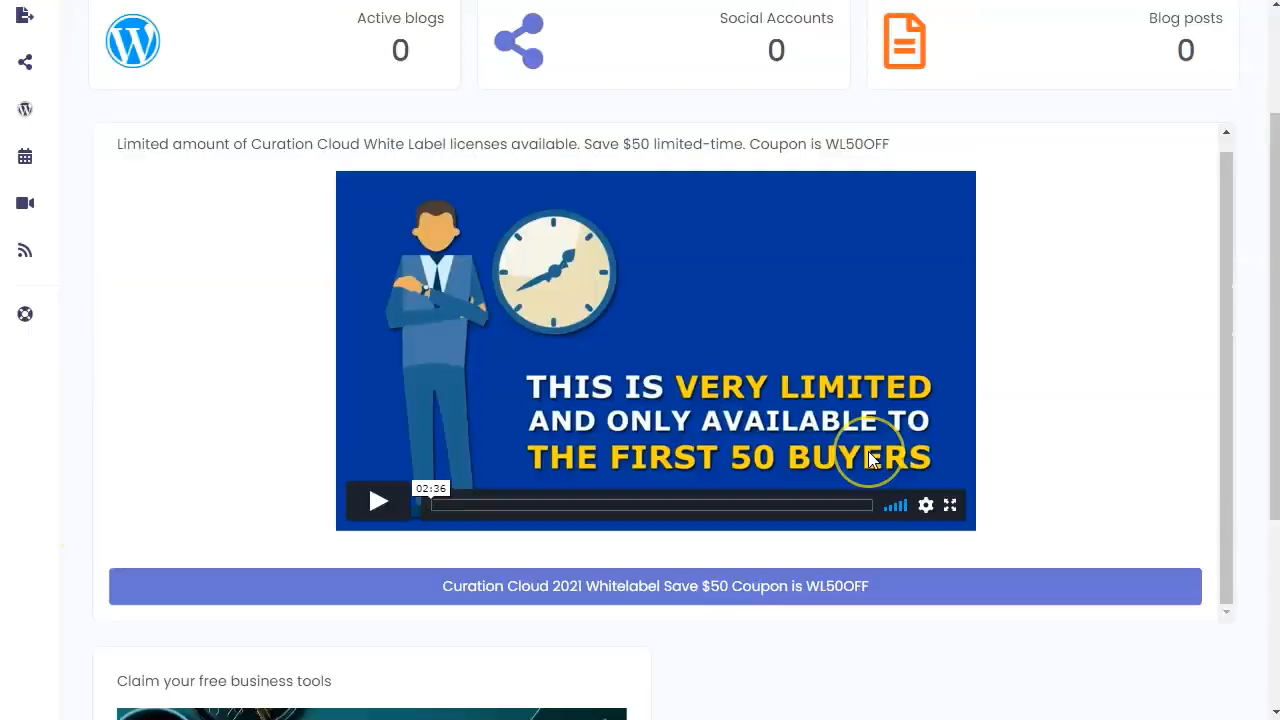 Active blogs
0
Social Accounts
0
Blog posts
0
Limited amount of Curation Cloud White Label licenses available. Save $50 limited-time. Coupon is WL50OFF
THIS IS VERY LIMITED
AND ONLY AVAILABLE TO
THE FIRST 50 BUYERS
02:36
Curation Cloud 2021 Whitelabel Save $50 Coupon is WL50OFF
Claim your free business tools